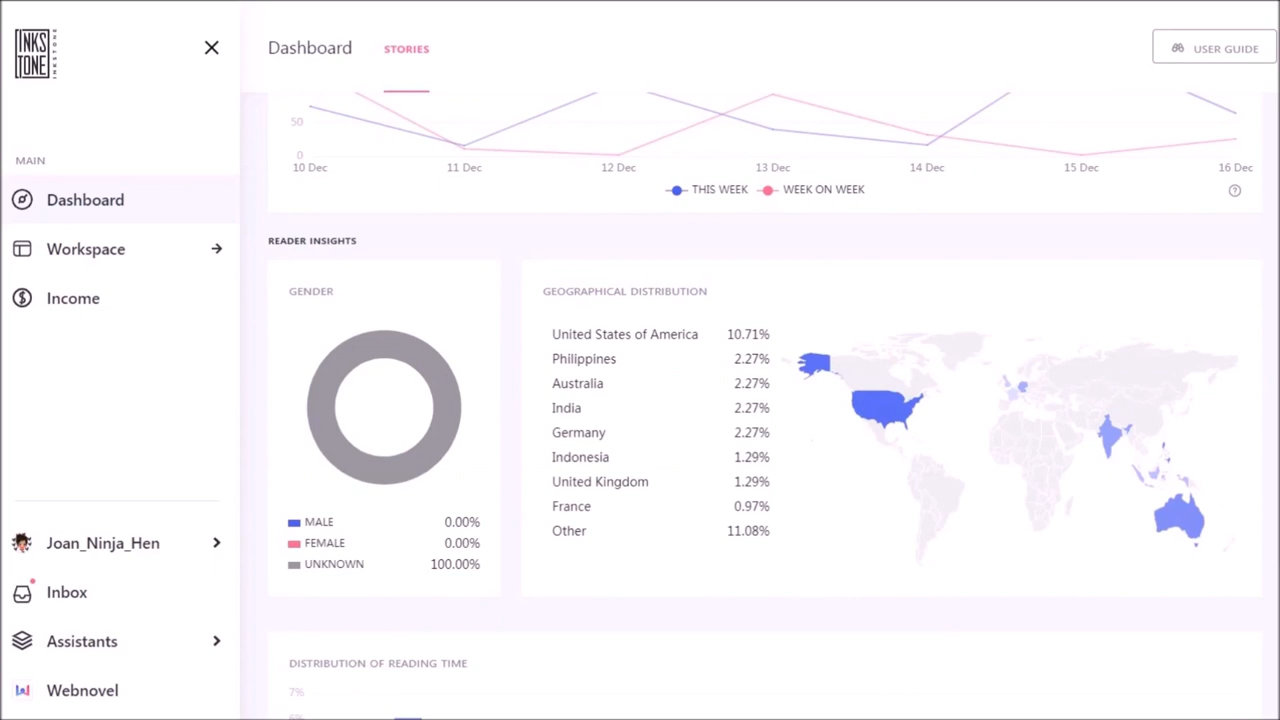 INKS
TONE
INKSTONE
Dashboard
STORIES
USER GUIDE
MAIN
Dashboard
Workspace
Income
Joan_Ninja_Hen
Inbox
Assistants
Webnovel
50
0
10 Dec 11 Dec 12 Dec 13 Dec 14 Dec 15 Dec 16 Dec
THIS WEEK WEEK ON WEEK
READER INSIGHTS
GENDER
MALE 0.00%
FEMALE 0.00%
UNKNOWN 100.00%
GEOGRAPHICAL DISTRIBUTION
United States of America 10.71%
Philippines 2.27%
Australia 2.27%
India 2.27%
Germany 2.27%
Indonesia 1.29%
United Kingdom 1.29%
France 0.97%
Other 11.08%
DISTRIBUTION OF READING TIME
7%
6%